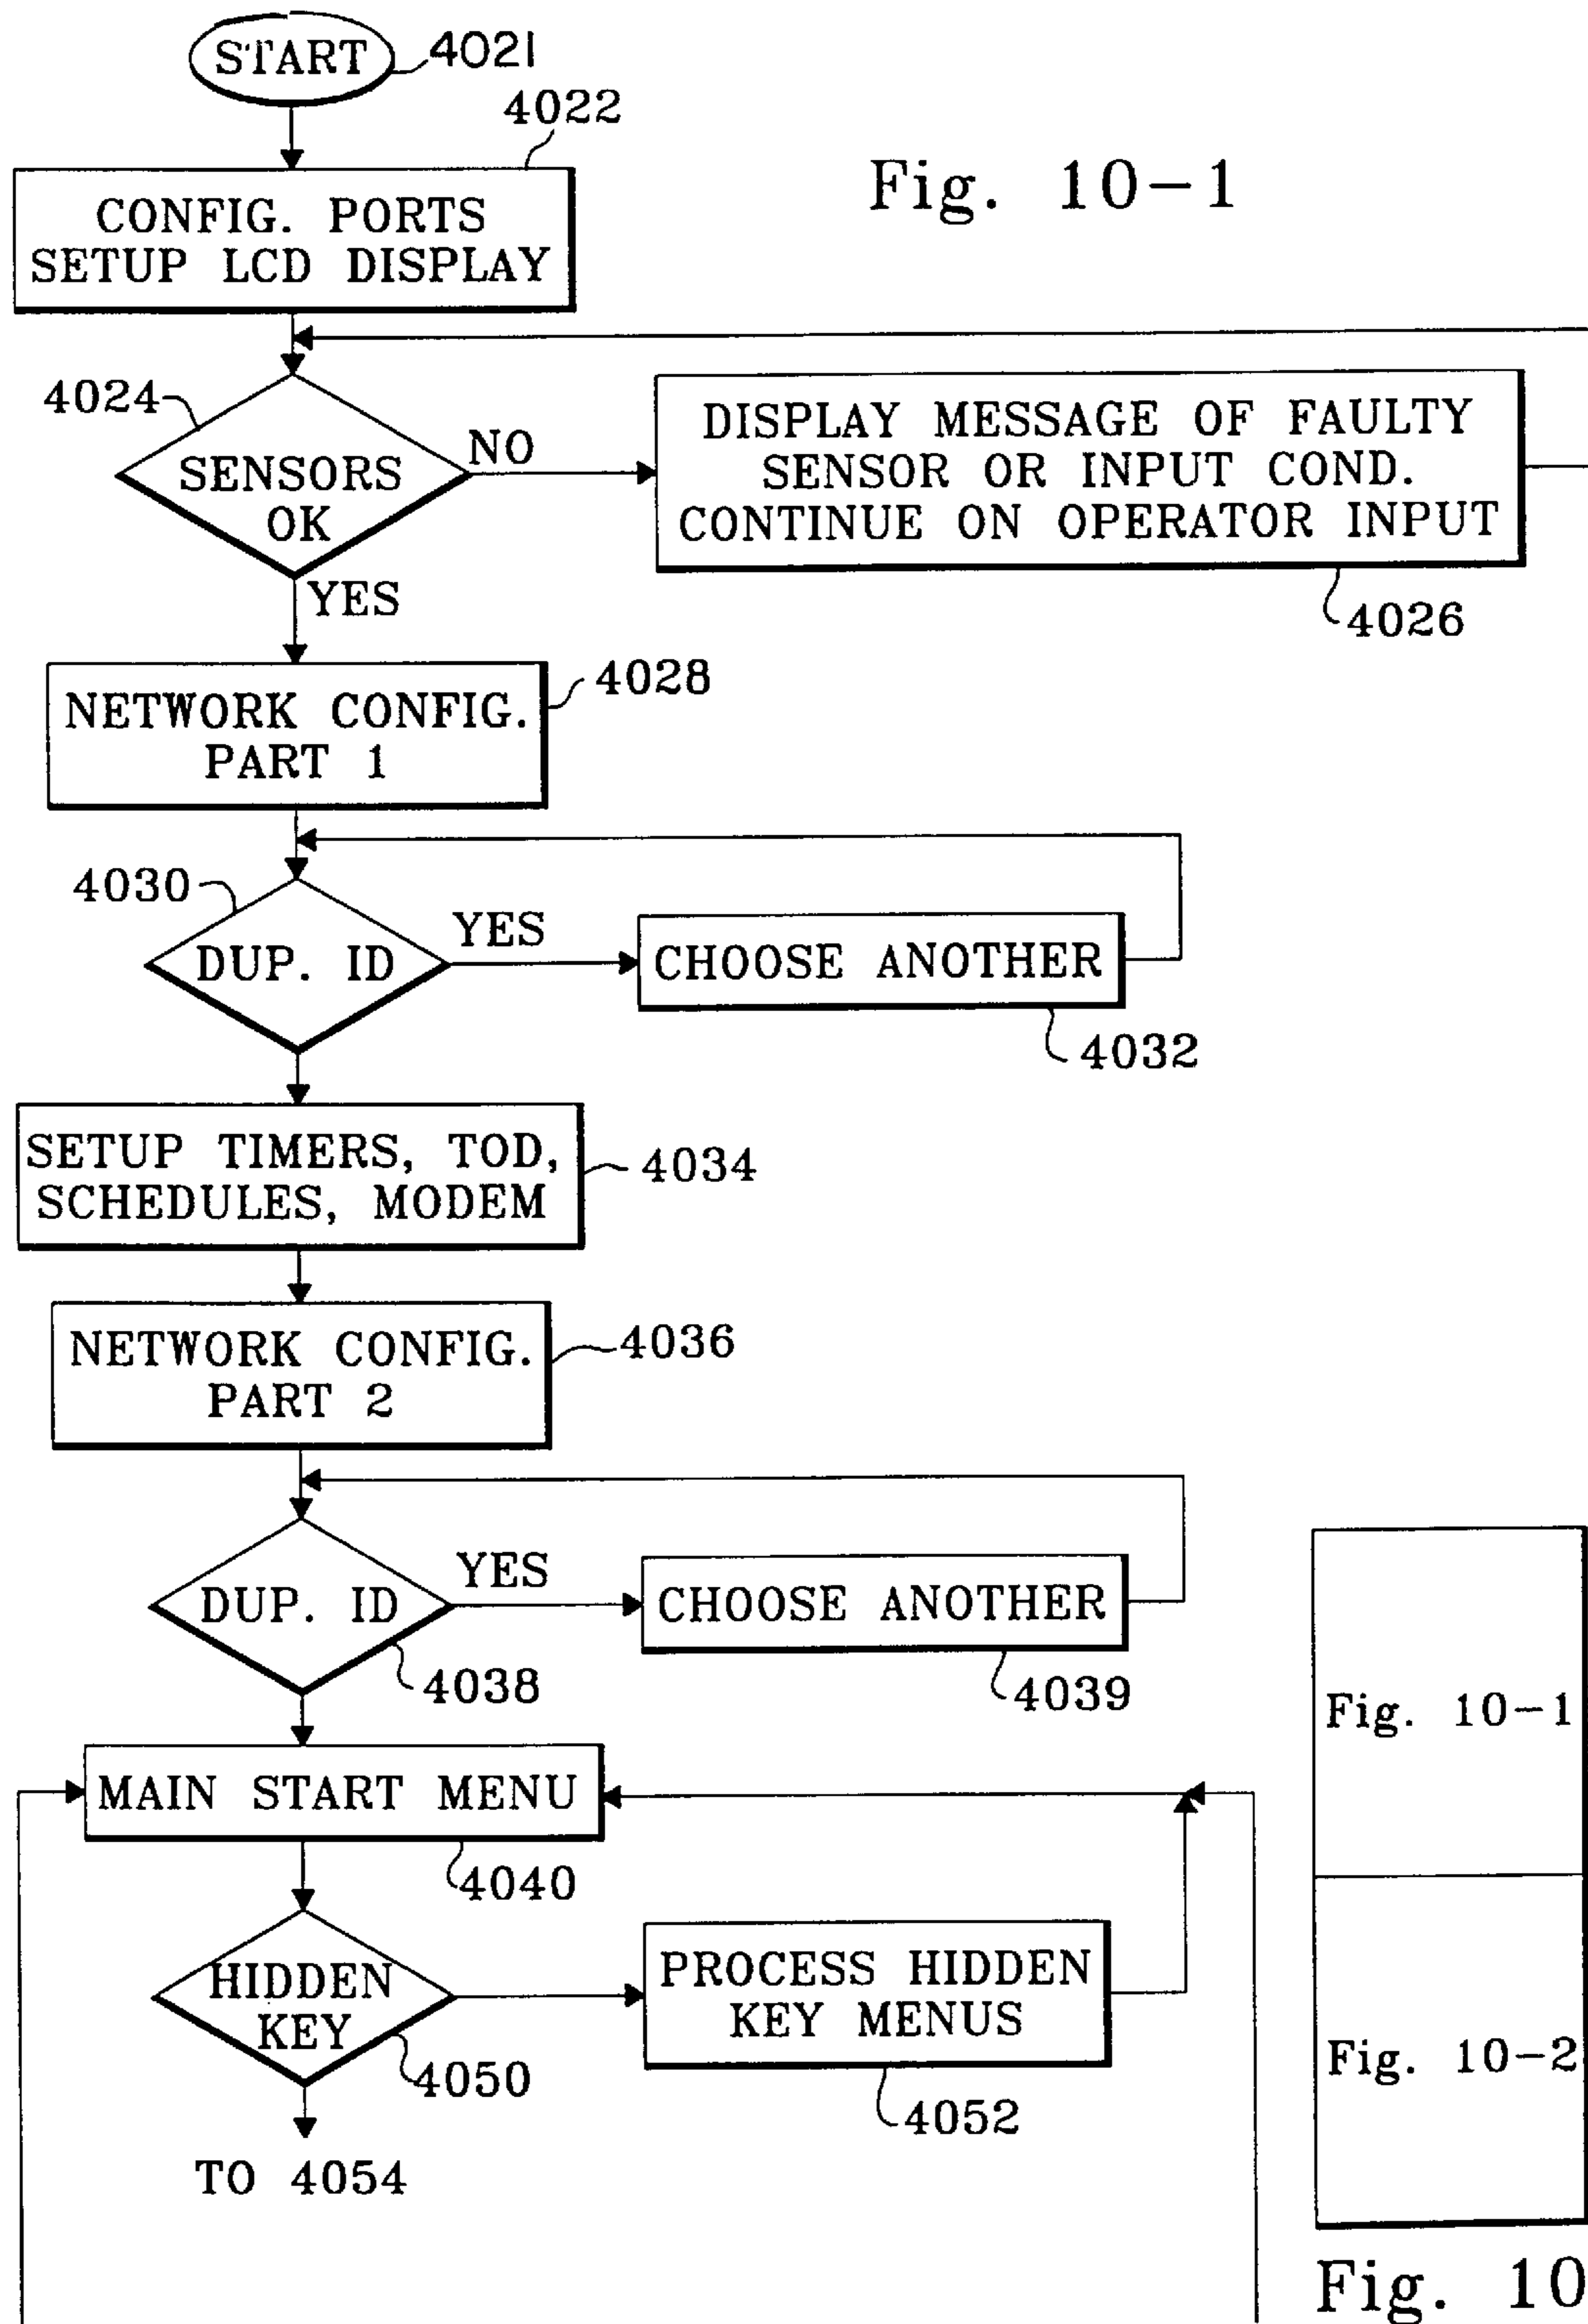 START
4021
4022
Fig. 10-1
CONFIG. PORTS
SETUP LCD DISPLAY
4024
SENSORS
OK
NO
DISPLAY MESSAGE OF FAULTY
SENSOR OR INPUT COND.
CONTINUE ON OPERATOR INPUT
4026
YES
NETWORK CONFIG.
PART 1
4028
4030
DUP. ID
YES
CHOOSE ANOTHER
4032
SETUP TIMERS, TOD,
SCHEDULES, MODEM
4034
NETWORK CONFIG.
PART 2
4036
DUP. ID
YES
CHOOSE ANOTHER
4038
4039
MAIN START MENU
4040
HIDDEN
KEY
PROCESS HIDDEN
KEY MENUS
4050
4052
TO 4054
Fig. 10-1
Fig. 10-2
Fig. 10